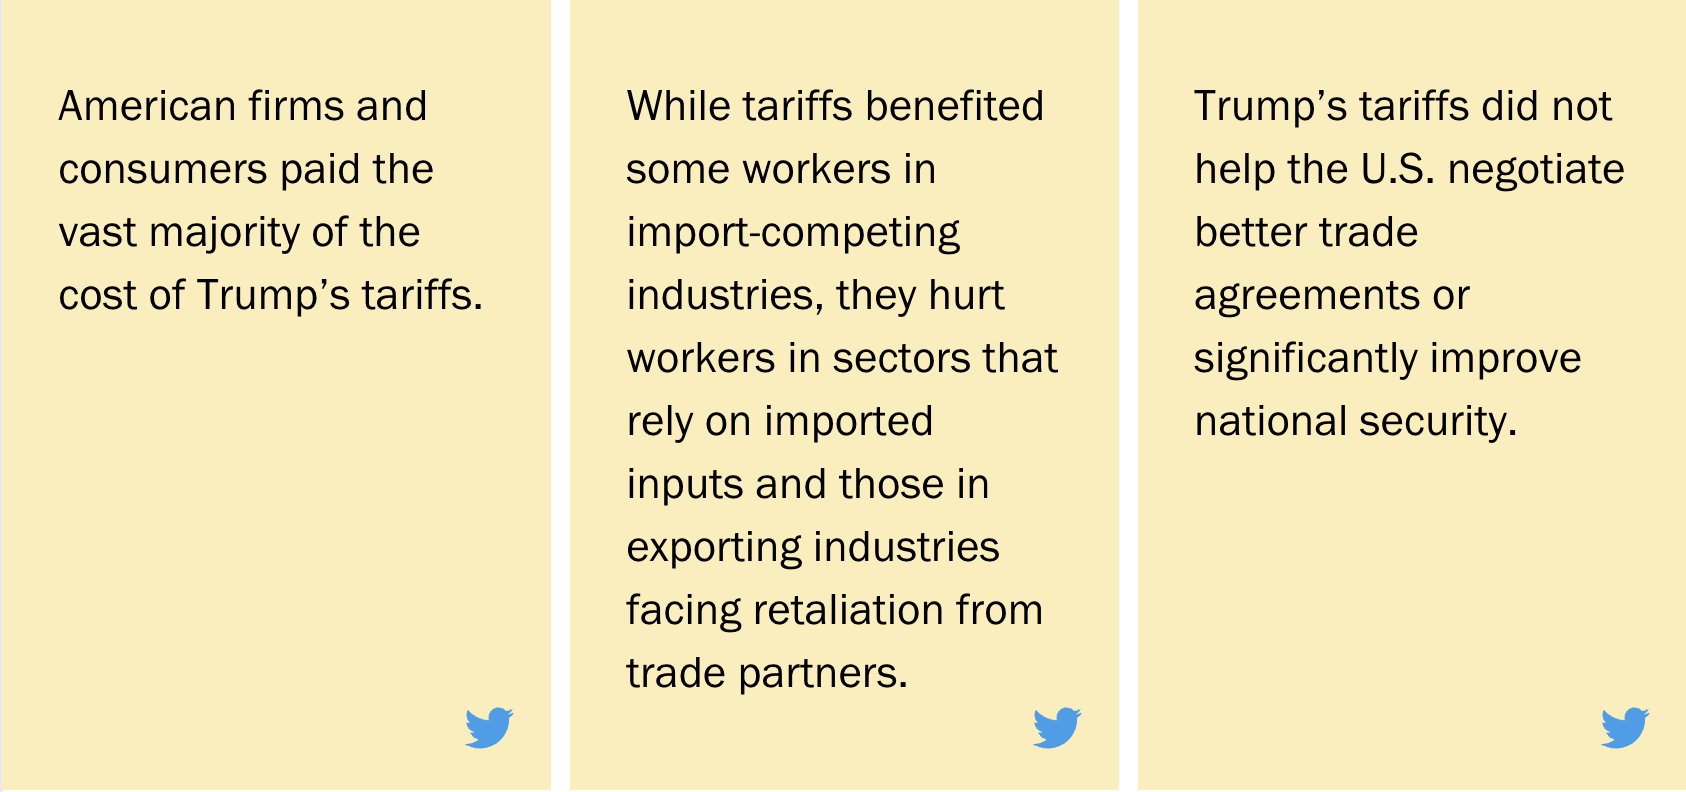 American firms and
consumers paid the
vast majority of the
cost of Trump’s tariffs.
While tariffs benefited
some workers in
import-competing
industries, they hurt
workers in sectors that
rely on imported
inputs and those in
exporting industries
facing retaliation from
trade partners.
Trump’s tariffs did not
help the U.S. negotiate
better trade
agreements or
significantly improve
national security.